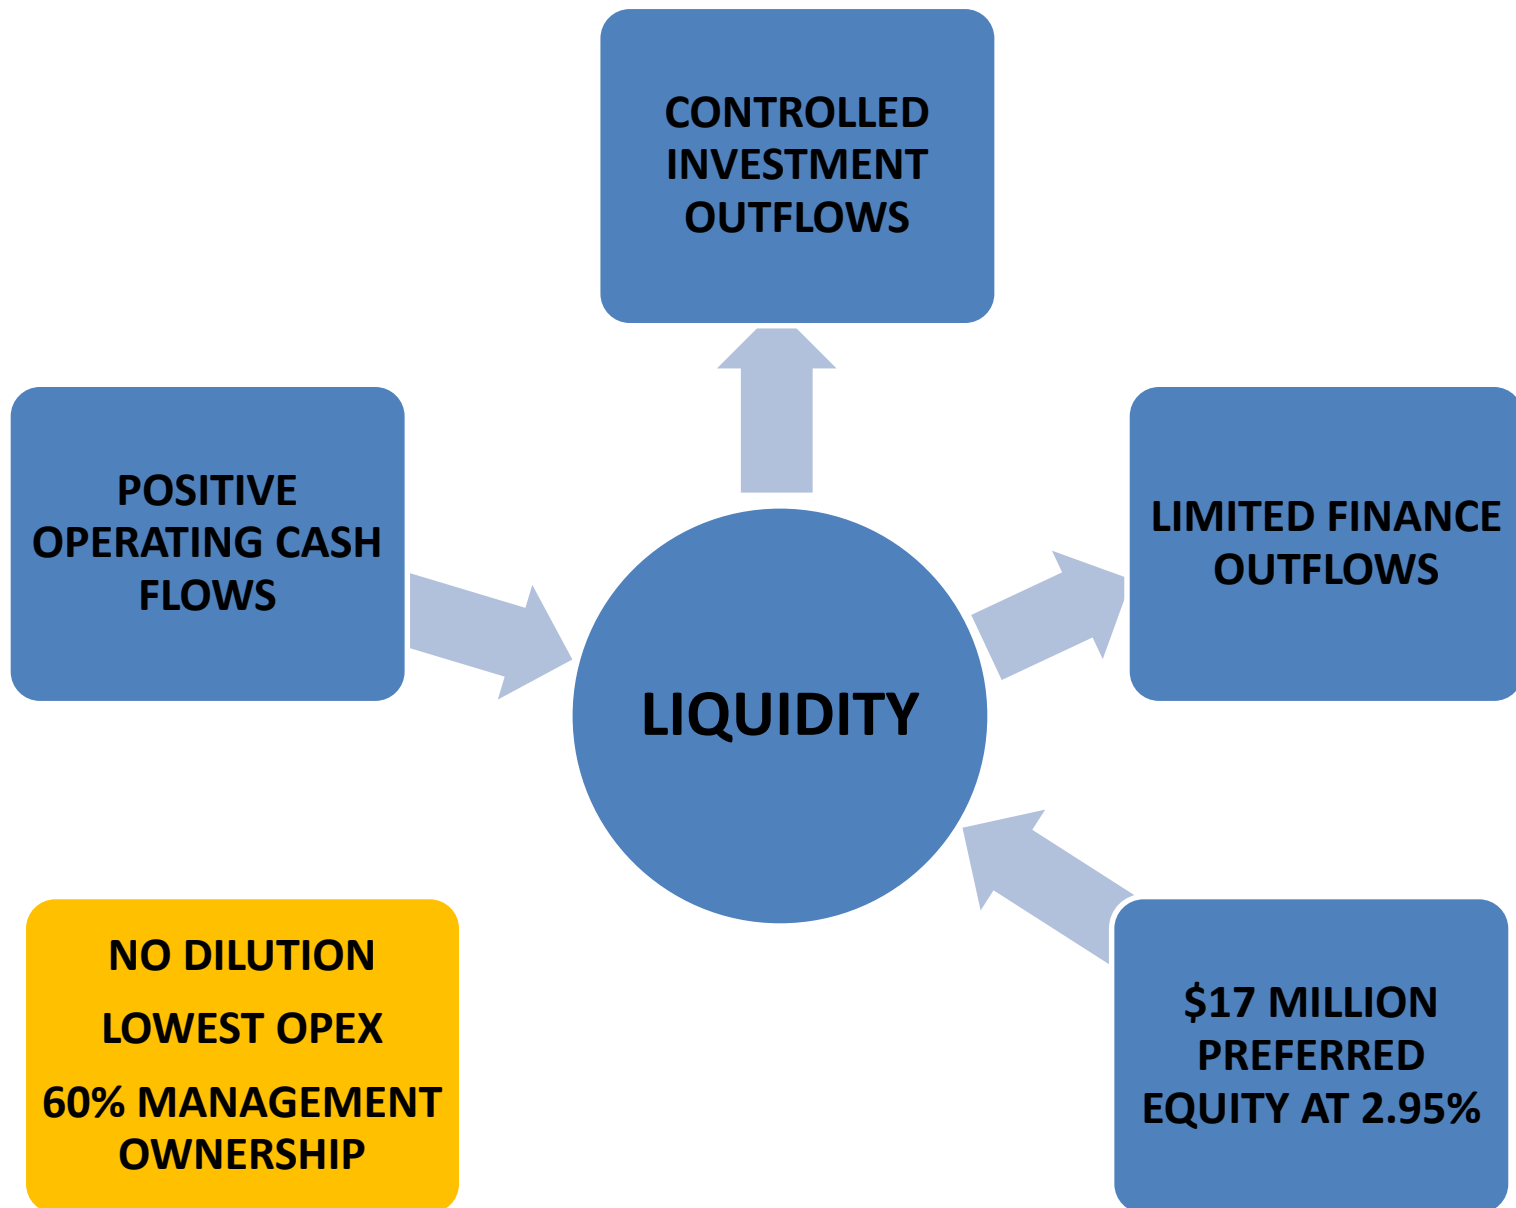 CONTROLLED
INVESTMENT
OUTFLOWS
POSITIVE
OPERATING CASH
FLOWS
LIMITED FINANCE
OUTFLOWS
LIQUIDITY
NO DILUTION
LOWEST OPEX
60% MANAGEMENT
OWNERSHIP
$17 MILLION
PREFERRED
EQUITY AT 2.95%